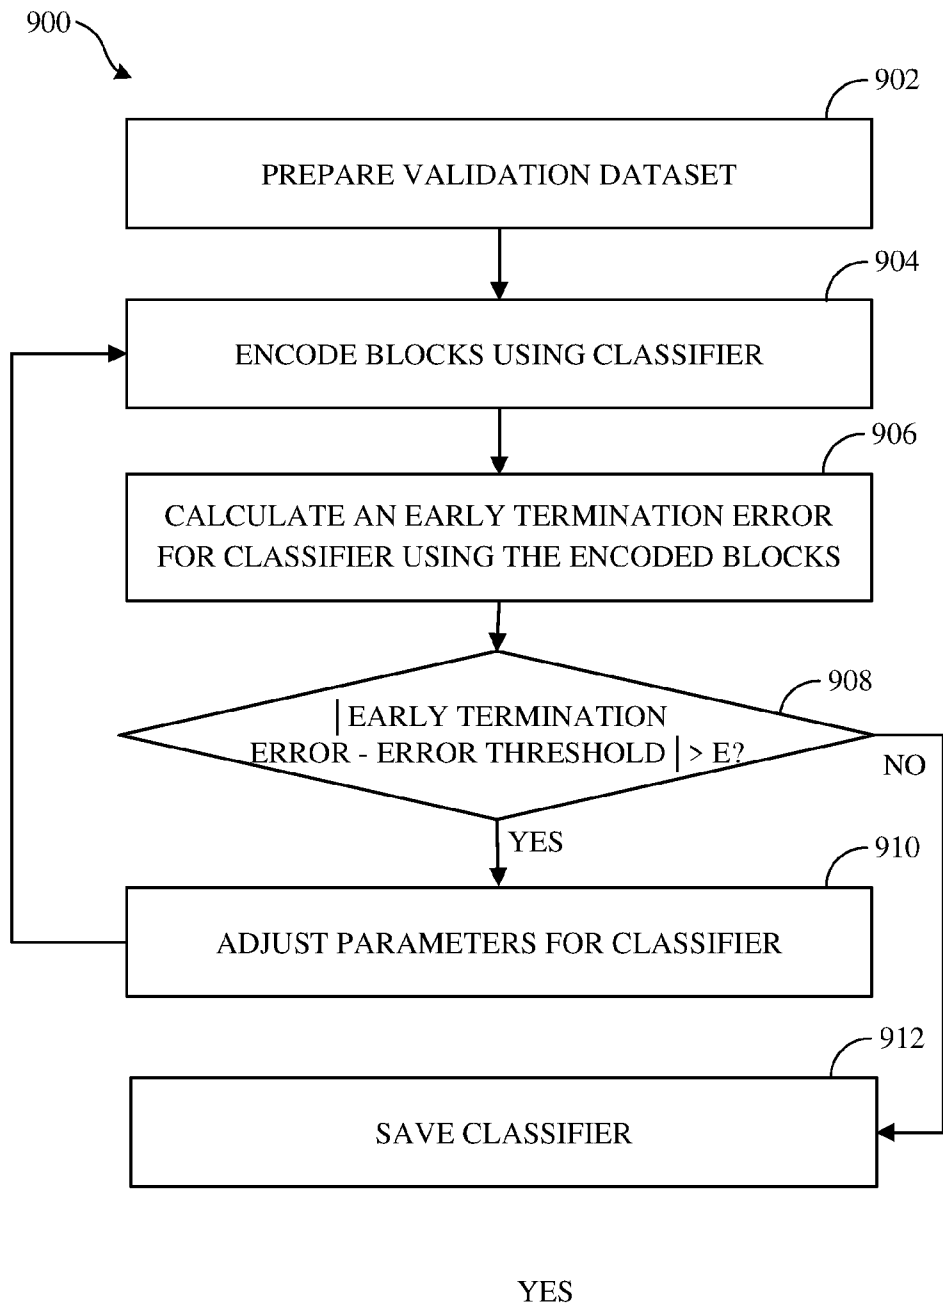 900
902
PREPARE VALIDATION DATASET
904
ENCODE BLOCKS USING CLASSIFIER
906
CALCULATE AN EARLY TERMINATION ERROR
FOR CLASSIFIER USING THE ENCODED BLOCKS
908
| EARLY TERMINATION
ERROR - ERROR THRESHOLD | > E?
NO
YES
910
ADJUST PARAMETERS FOR CLASSIFIER
912
SAVE CLASSIFIER
YES